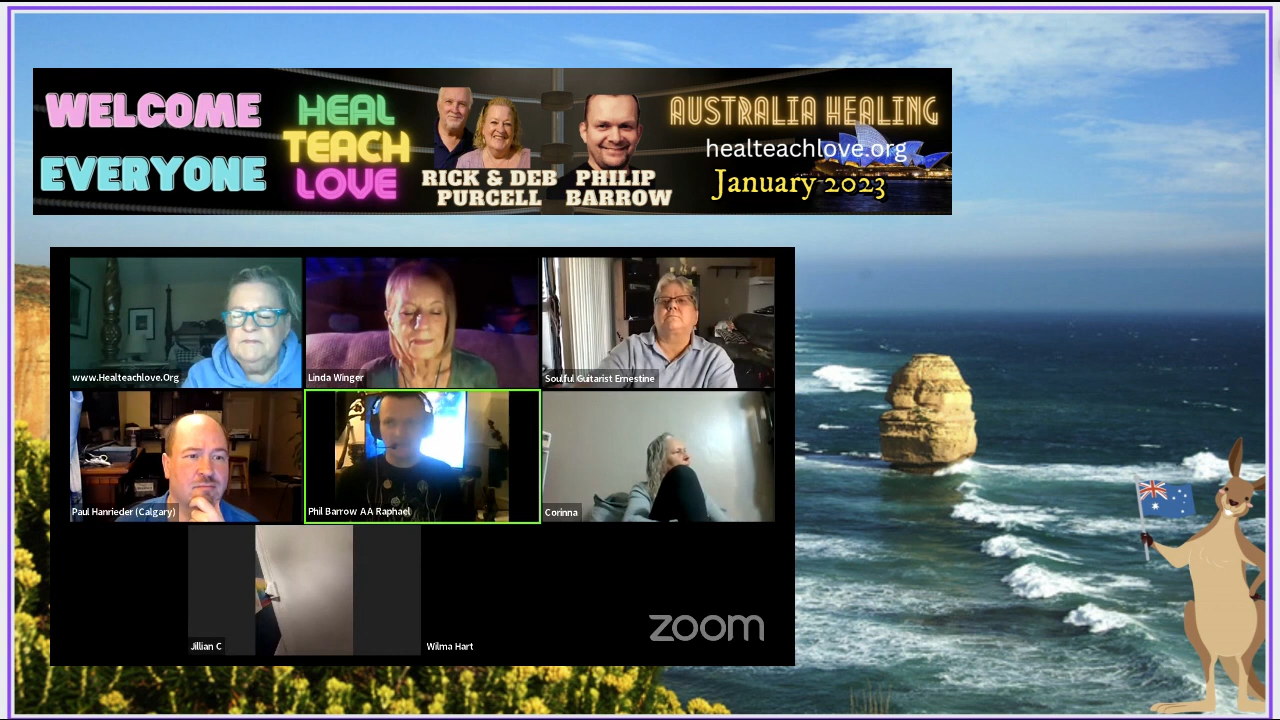 WELCOME
EVERYONE
HEAL
TEACH
LOVE
RICK & DEB
PURCELL
PHILIP
BARROW
AUSTRALIA HEALING
healteachlove.org
January 2023
www.Healteachlove.Org
Linda Winger
Soulful Guitarist Ernestine
Paul Hanrieder (Calgary)
Phil Barrow AA Raphael
Corinna
Jillian C
Wilma Hart
zoom